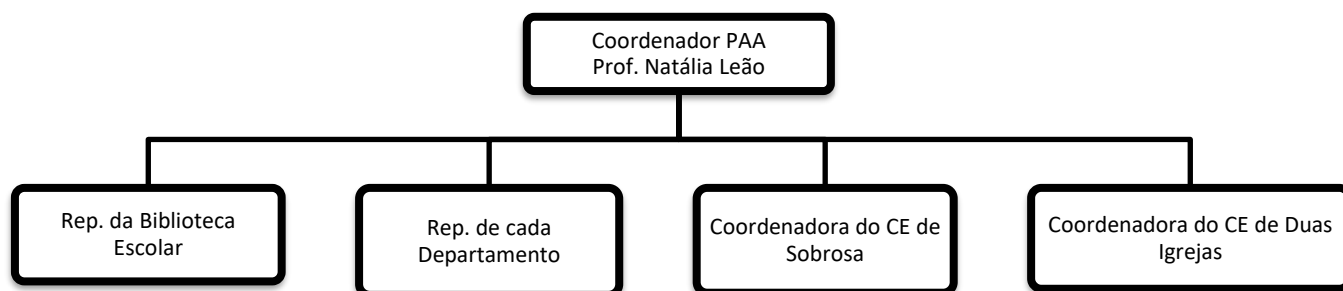 Coordenador PAA
Prof. Natália Leão
Rep. da Biblioteca
Escolar
Rep. de cada
Departamento
Coordenadora do CE de
Sobrosa
Coordenadora do CE de Duas
Igrejas